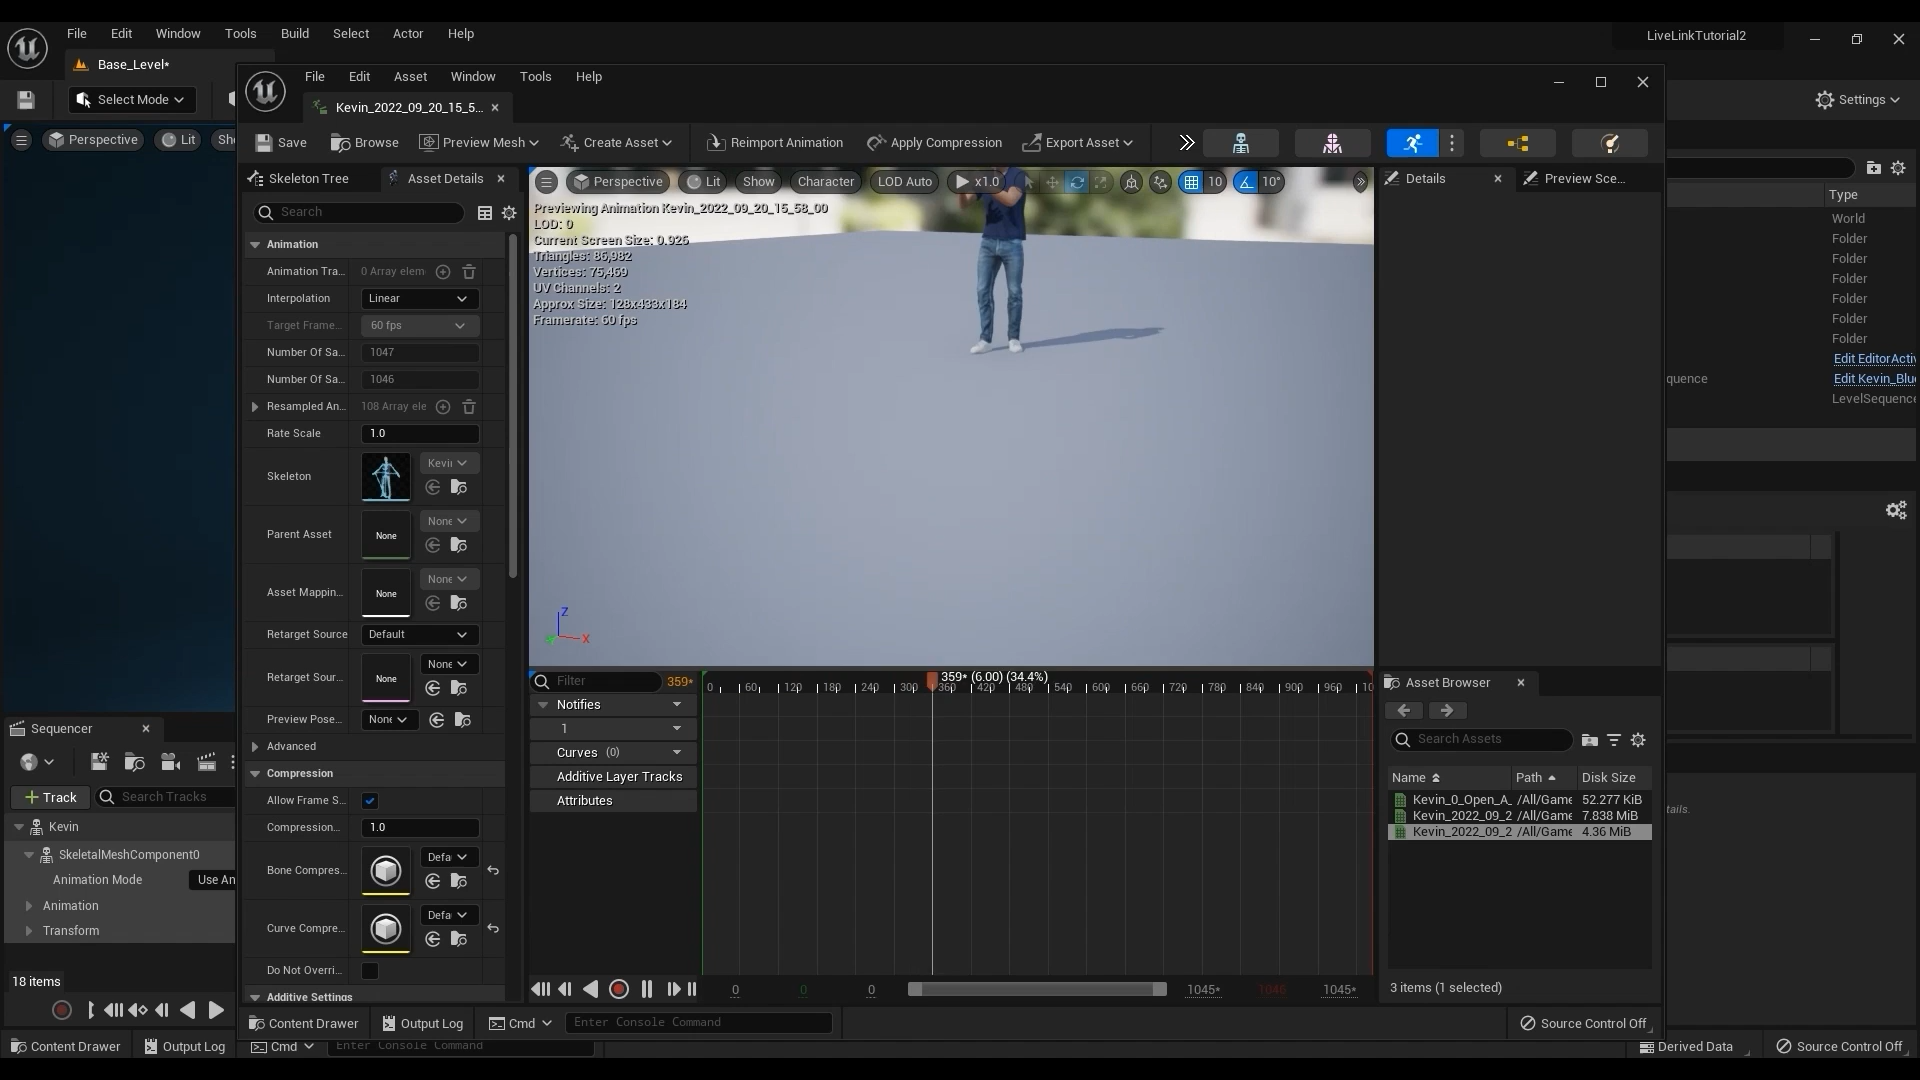 File Edit Window Tools Build Select Actor Help
LiveLinkTutorial2
Base_Level*
Select Mode
Settings
Perspective
Lit
File Edit Asset Window Tools Help
Kevin_2022_09_20_15_5...
Save Browse Preview Mesh Create Asset Reimport Animation Apply Compression Export Asset
Skeleton Tree
Asset Details
Search
Animation
Animation Tra... 0 Array elem
Interpolation Linear
Target Frame... 60 fps
Number Of Sa... 1047
Number Of Sa... 1046
Resampled An... 108 Array ele
Rate Scale 1.0
Skeleton Kevin
Parent Asset None None
Asset Mappin... None None
Retarget Source Default
Retarget Sour... None None
Preview Pose... None
Advanced
Compression
Allow Frame S...
Compression... 1.0
Bone Compres... Defa
Curve Compre... Defa
Do Not Overri...
Additive Settings
Perspective Lit Show Character LOD Auto x1.0 10 10°
Previewing Animation Kevin_2022_09_20_15_58_00
LOD: 0
Current Screen Size: 0.926
Triangles: 86,982
Vertices: 75,469
UV Channels: 2
Approx Size: 128x433x184
Framerate: 60 fps
Z
X
Filter 359*
359* (6.00) (34.4%)
0 60 120 180 240 300 360 420 480 540 600 660 720 780 840 900 960 10
Notifies
1
Curves (0)
Additive Layer Tracks
Attributes
0 0 0 1045* 1046 1045*
Details
Preview Sce...
Asset Browser
Search Assets
Name Path Disk Size
Kevin_0_Open_A_ /All/Game 52.277 KiB
Kevin_2022_09_2 /All/Game 7.838 MiB
Kevin_2022_09_2 /All/Game 4.36 MiB
3 items (1 selected)
Content Drawer Output Log Cmd Enter Console Command
Source Control Off
Type
World
Folder
Folder
Folder
Folder
Folder
Folder
Edit EditorActiv
quence Edit Kevin_Blu
LevelSequence
tails.
Sequencer
Track
Search Tracks
Kevin
SkeletalMeshComponent0
Animation Mode Use An
Animation
Transform
18 items
Content Drawer Output Log Cmd Enter Console Command
Derived Data Source Control Off